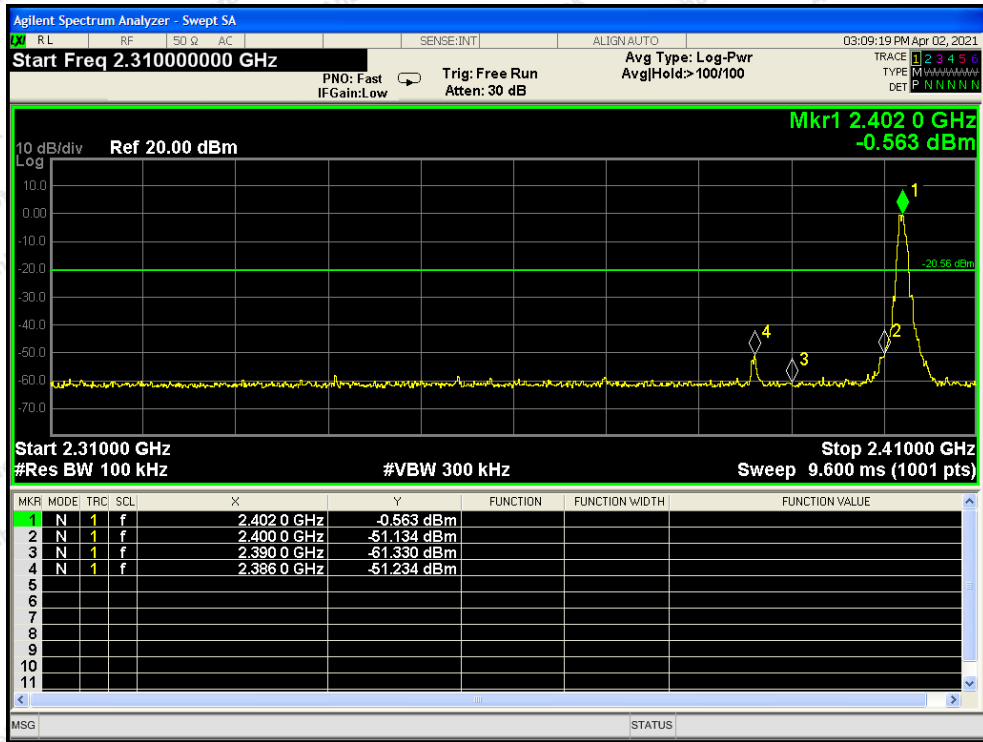 Agilent Spectrum Analyzer - Swept SA
LXI RL RF 50 Ω AC SENSE:INT ALIGN AUTO 03:09:19 PM Apr 02, 2021
Start Freq 2.310000000 GHz
PNO: Fast
IFGain:Low
Trig: Free Run
Atten: 30 dB
Avg Type: Log-Pwr
Avg|Hold:> 100/100
TRACE 1 2 3 4 5 6
TYPE M
DET P N N N N N
Mkr1 2.402 0 GHz
-0.563 dBm
10 dB/div Ref 20.00 dBm
Log
10.0
0.00
-10.0
-20.0
-30.0
-40.0
-50.0
-60.0
-70.0
1
-20.56 dBm
2
4
3
Start 2.31000 GHz Stop 2.41000 GHz
#Res BW 100 kHz #VBW 300 kHz Sweep 9.600 ms (1001 pts)
MKR MODE TRC SCL X Y FUNCTION FUNCTION WIDTH FUNCTION VALUE
1 N 1 f 2.402 0 GHz -0.563 dBm
2 N 1 f 2.400 0 GHz -51.134 dBm
3 N 1 f 2.390 0 GHz -61.330 dBm
4 N 1 f 2.386 0 GHz -51.234 dBm
5
6
7
8
9
10
11
MSG STATUS